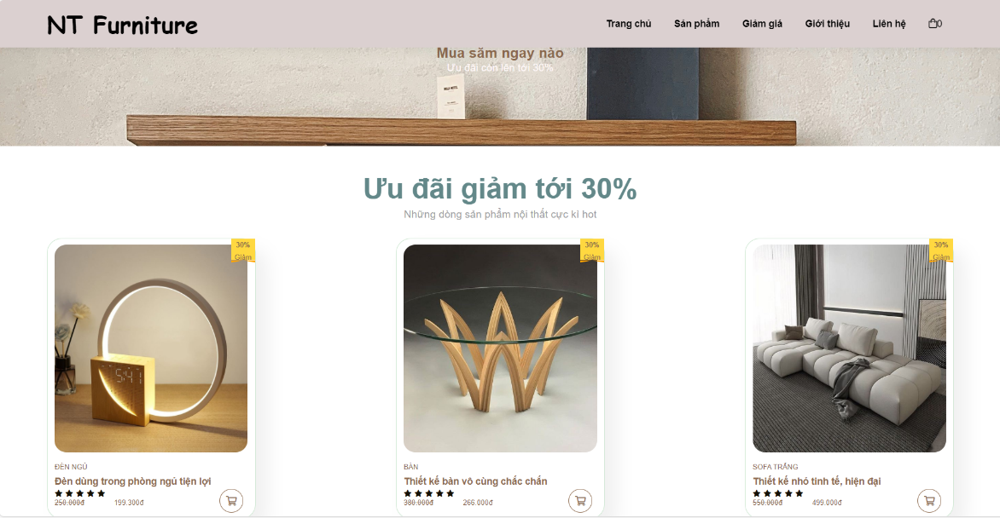 NT Furniture
Trang chủ Sản phẩm Giảm giá Giới thiệu Liên hệ 0
Mua sắm ngay nào
Ưu đãi còn lên tới 30%
Ưu đãi giảm tới 30%
Những dòng sản phẩm nội thất cực kì hot
30%
Giảm
5:41
ĐÈN NGỦ
Đèn dùng trong phòng ngủ tiện lợi
250.000đ 199.300đ
30%
Giảm
BÀN
Thiết kế bàn vô cùng chắc chắn
380.000đ 266.000đ
30%
Giảm
SOFA TRẮNG
Thiết kế nhỏ tinh tế, hiện đại
550.000đ 499.000đ